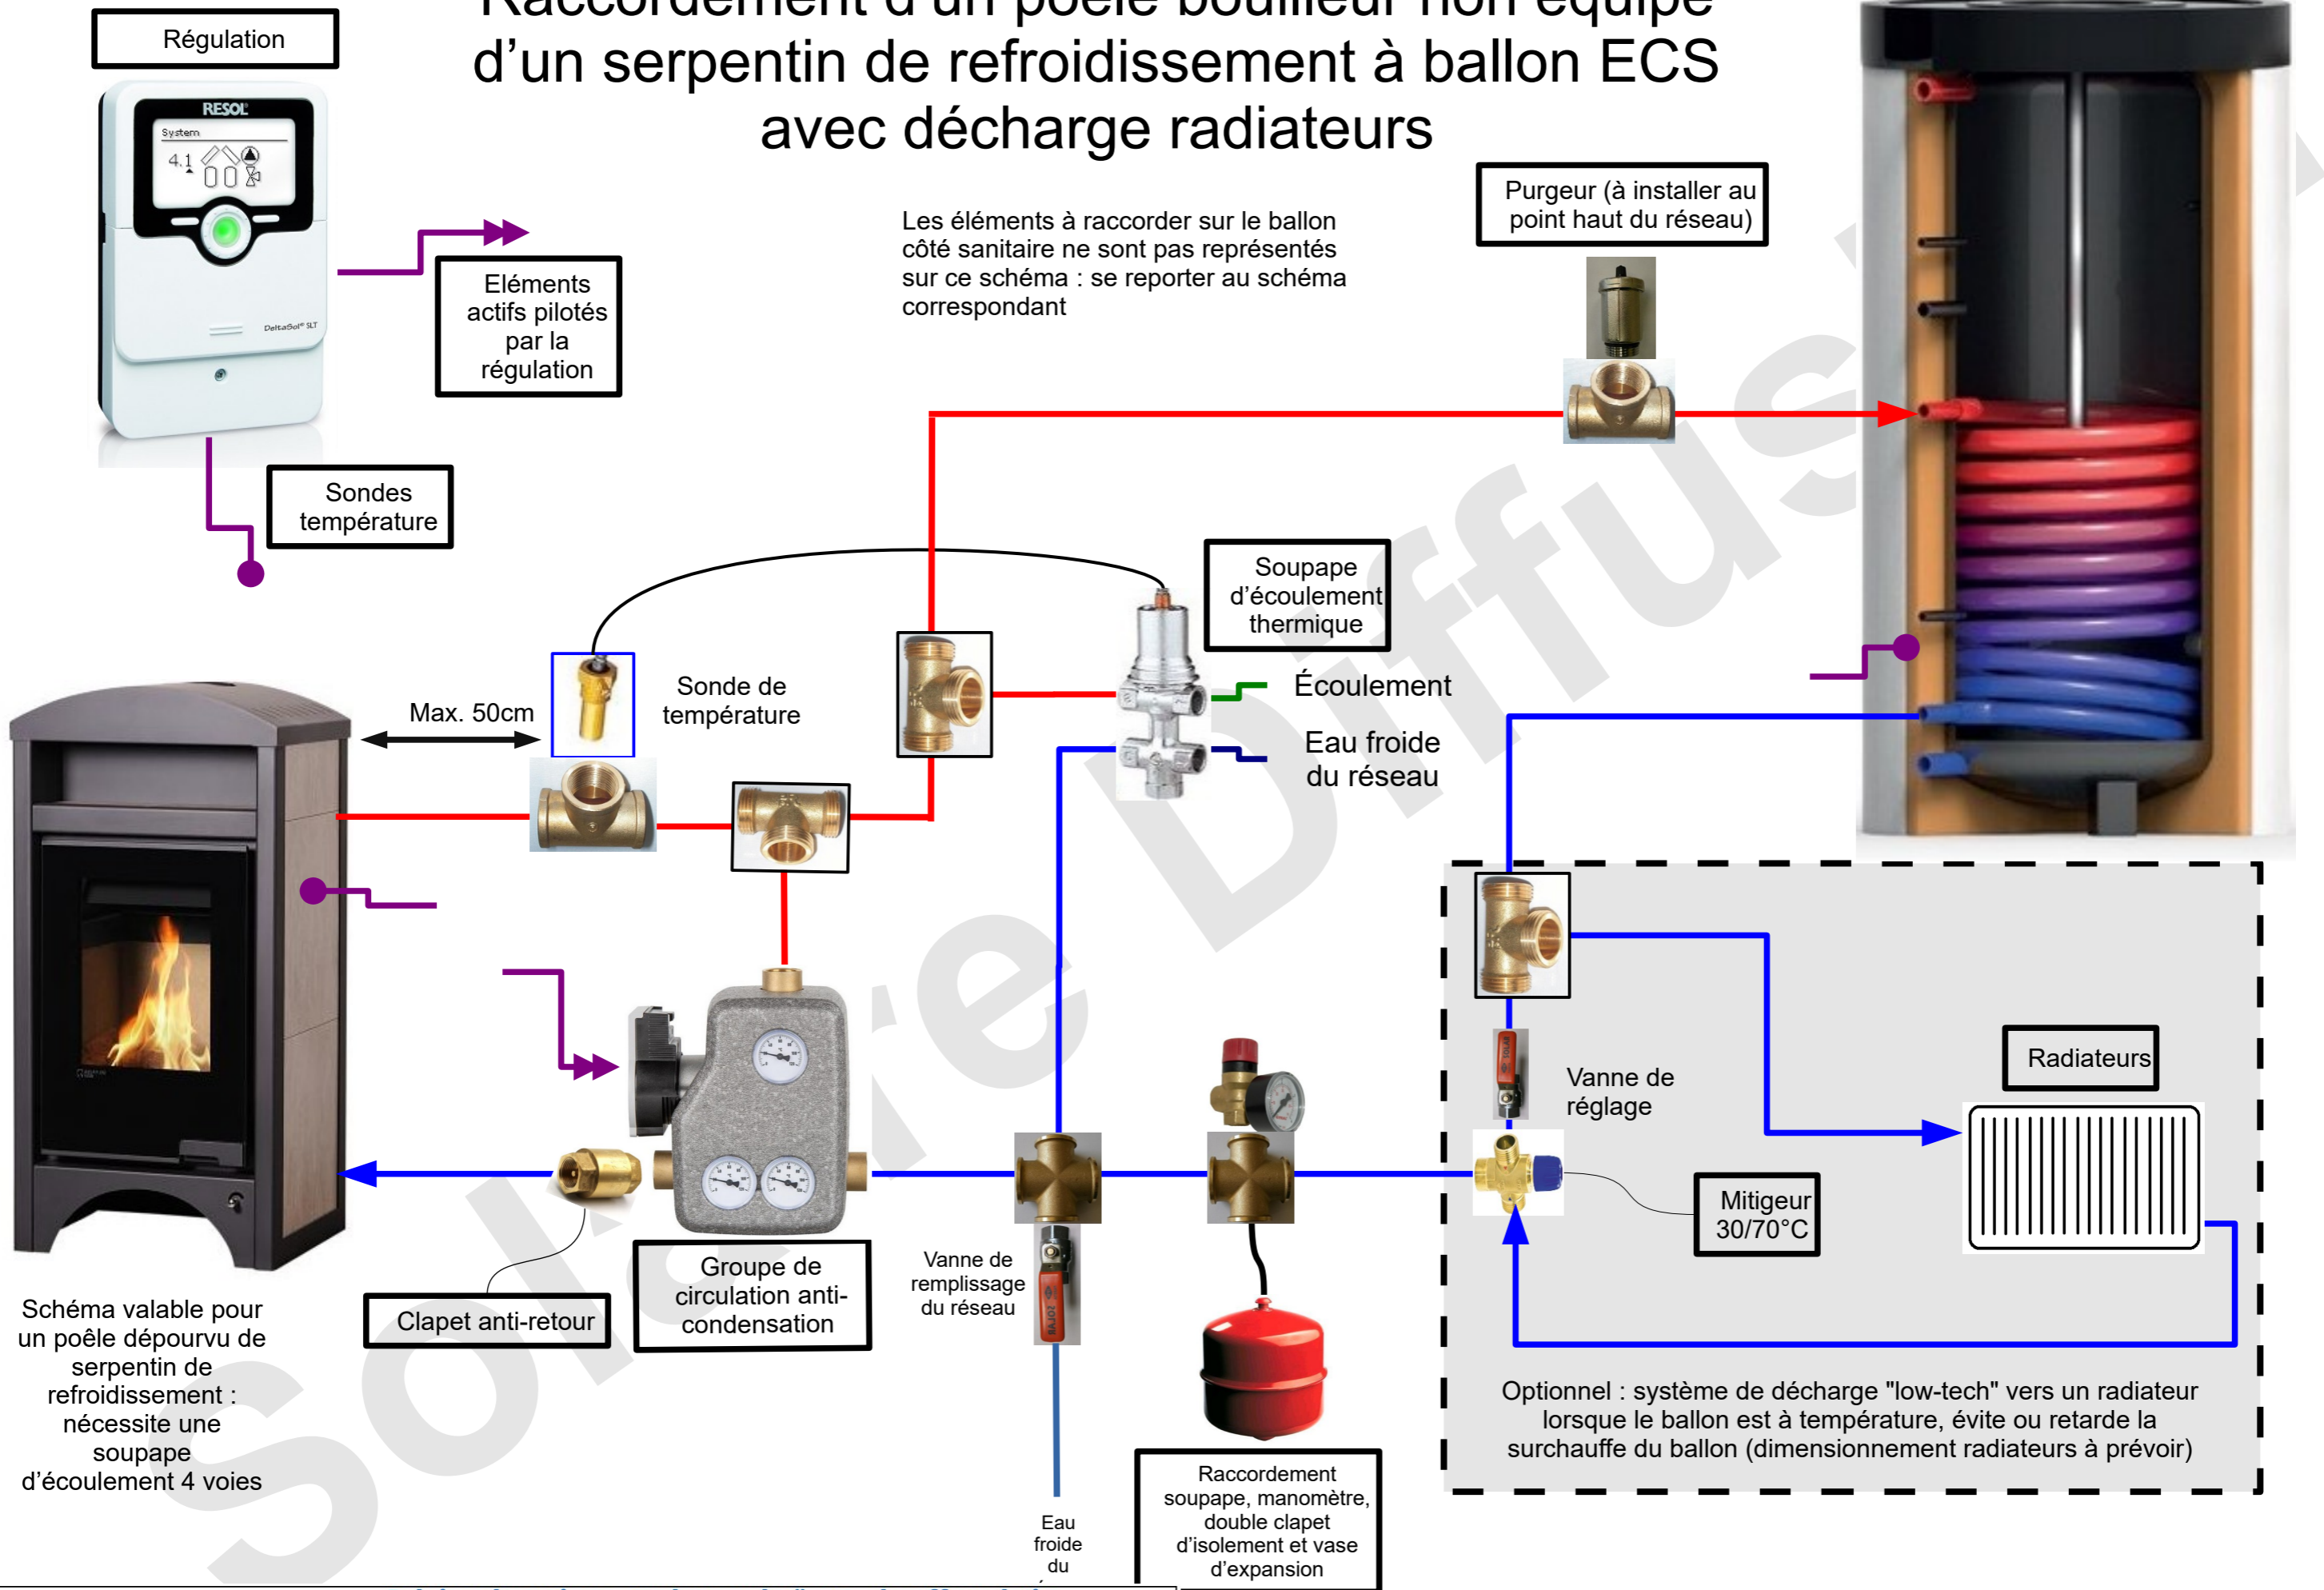 Raccordement d'un poêle bouilleur non équipé
d'un serpentin de refroidissement à ballon ECS
avec décharge radiateurs
Régulation
RESOL
System
4.1
DeltaSol® SLT
Eléments
actifs pilotés
par la
régulation
Sondes
température
Les éléments à raccorder sur le ballon
côté sanitaire ne sont pas représentés
sur ce schéma : se reporter au schéma
correspondant
Purgeur (à installer au
point haut du réseau)
Soupape
d'écoulement
thermique
Écoulement
Eau froide
du réseau
Max. 50cm
Sonde de
température
Vanne de
réglage
Radiateurs
Mitigeur
30/70°C
Clapet anti-retour
Groupe de
circulation anti-
condensation
Vanne de
remplissage
du réseau
BAJOZ
Schéma valable pour
un poêle dépourvu de
serpentin de
refroidissement :
nécessite une
soupape
d'écoulement 4 voies
Optionnel : système de décharge "low-tech" vers un radiateur
lorsque le ballon est à température, évite ou retarde la
surchauffe du ballon (dimensionnement radiateurs à prévoir)
Raccordement
soupape, manomètre,
double clapet
d'isolement et vase
d'expansion
Eau
froide
du